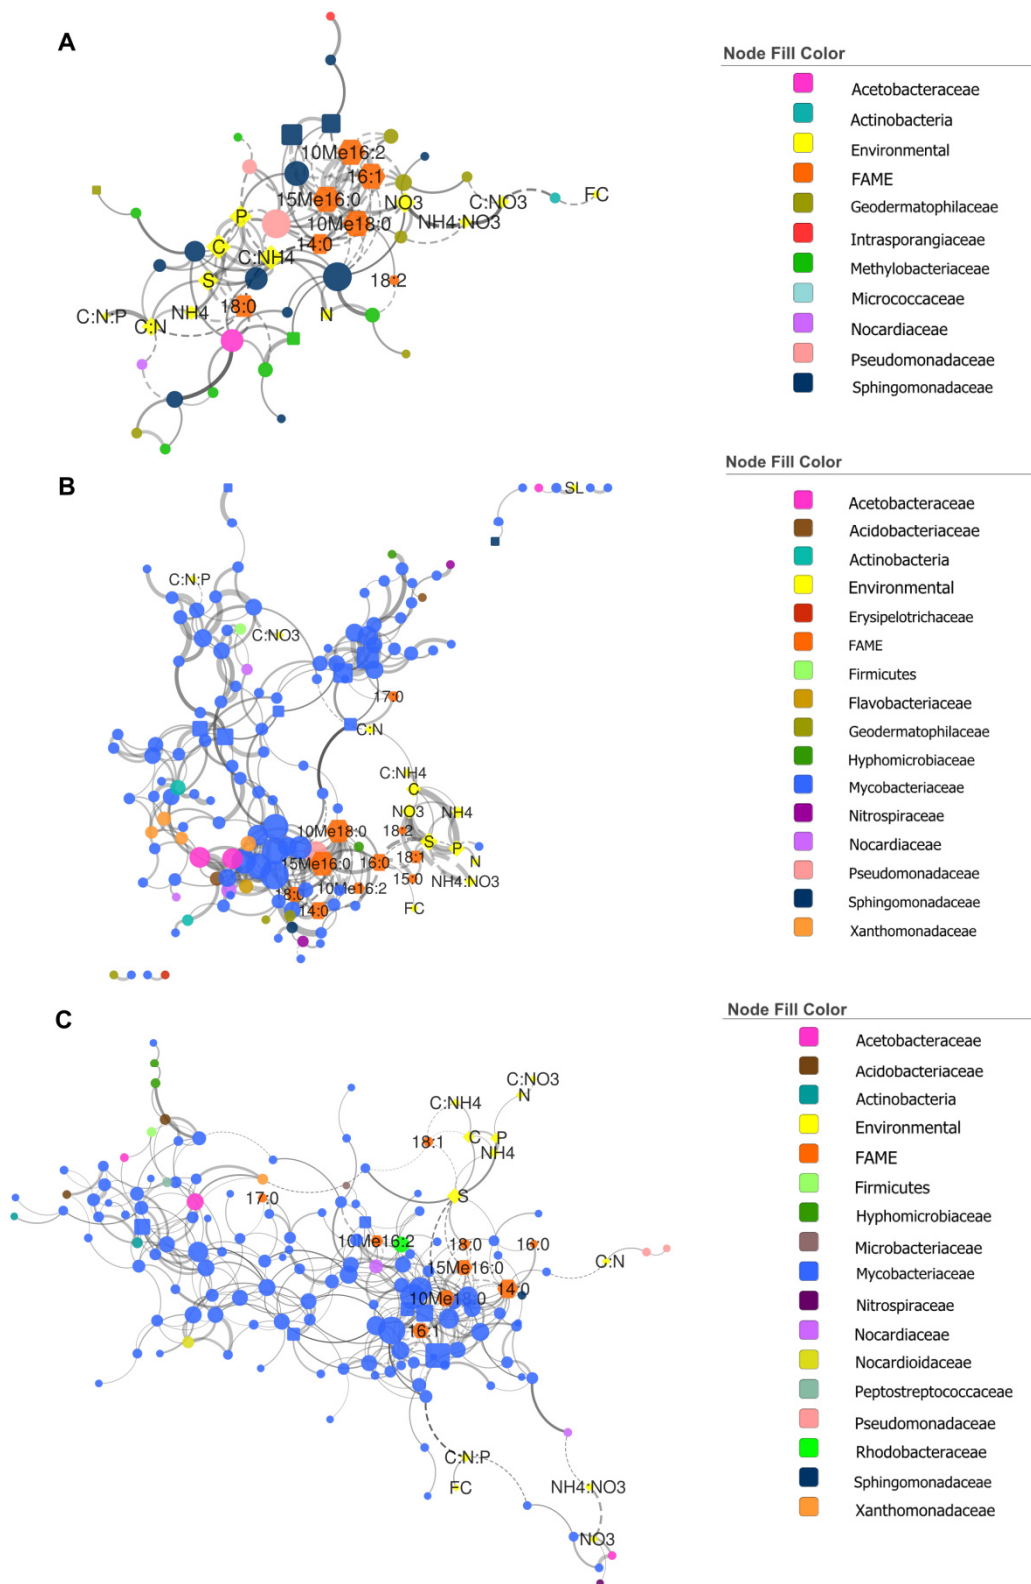 A
Node Fill Color
Acetobacteraceae
Actinobacteria
Environmental
FAME
Geodermatophilaceae
Intrasporangiaceae
Methylobacteriaceae
Micrococcaceae
Nocardiaceae
Pseudomonadaceae
Sphingomonadaceae
10Me16:2
16:1
15Me16:0
NO3
C:NO3
FC
P
10Me18:0
NH4:NO3
C
14:0
C:NH4
S
18:2
18:0
C:N:P
C:N
NH4
N
B
Node Fill Color
Acetobacteraceae
Acidobacteriaceae
Actinobacteria
Environmental
Erysipelotrichaceae
FAME
Firmicutes
Flavobacteriaceae
Geodermatophilaceae
Hyphomicrobiaceae
Mycobacteriaceae
Nitrospiraceae
Nocardiaceae
Pseudomonadaceae
Sphingomonadaceae
Xanthomonadaceae
SL
C:N:P
C:NO3
17:0
C:N
C:NH4
C
NO3
NH4
10Me18:0
18:2
S
P
N
15Me16:0
16:0
18:1
18:0
10Me16:2
15:0
NH4:NO3
14:0
FC
C
Node Fill Color
Acetobacteraceae
Acidobacteriaceae
Actinobacteria
Environmental
FAME
Firmicutes
Hyphomicrobiaceae
Microbacteriaceae
Mycobacteriaceae
Nitrospiraceae
Nocardiaceae
Nocardioidaceae
Peptostreptococcaceae
Pseudomonadaceae
Rhodobacteraceae
Sphingomonadaceae
Xanthomonadaceae
C:NO3
C:NH4
N
18:1
C
P
NH4
17:0
S
10Me16:2
18:0
16:0
15Me16:0
C:N
10Me18:0
14:0
16:1
C:N:P
FC
NH4:NO3
NO3